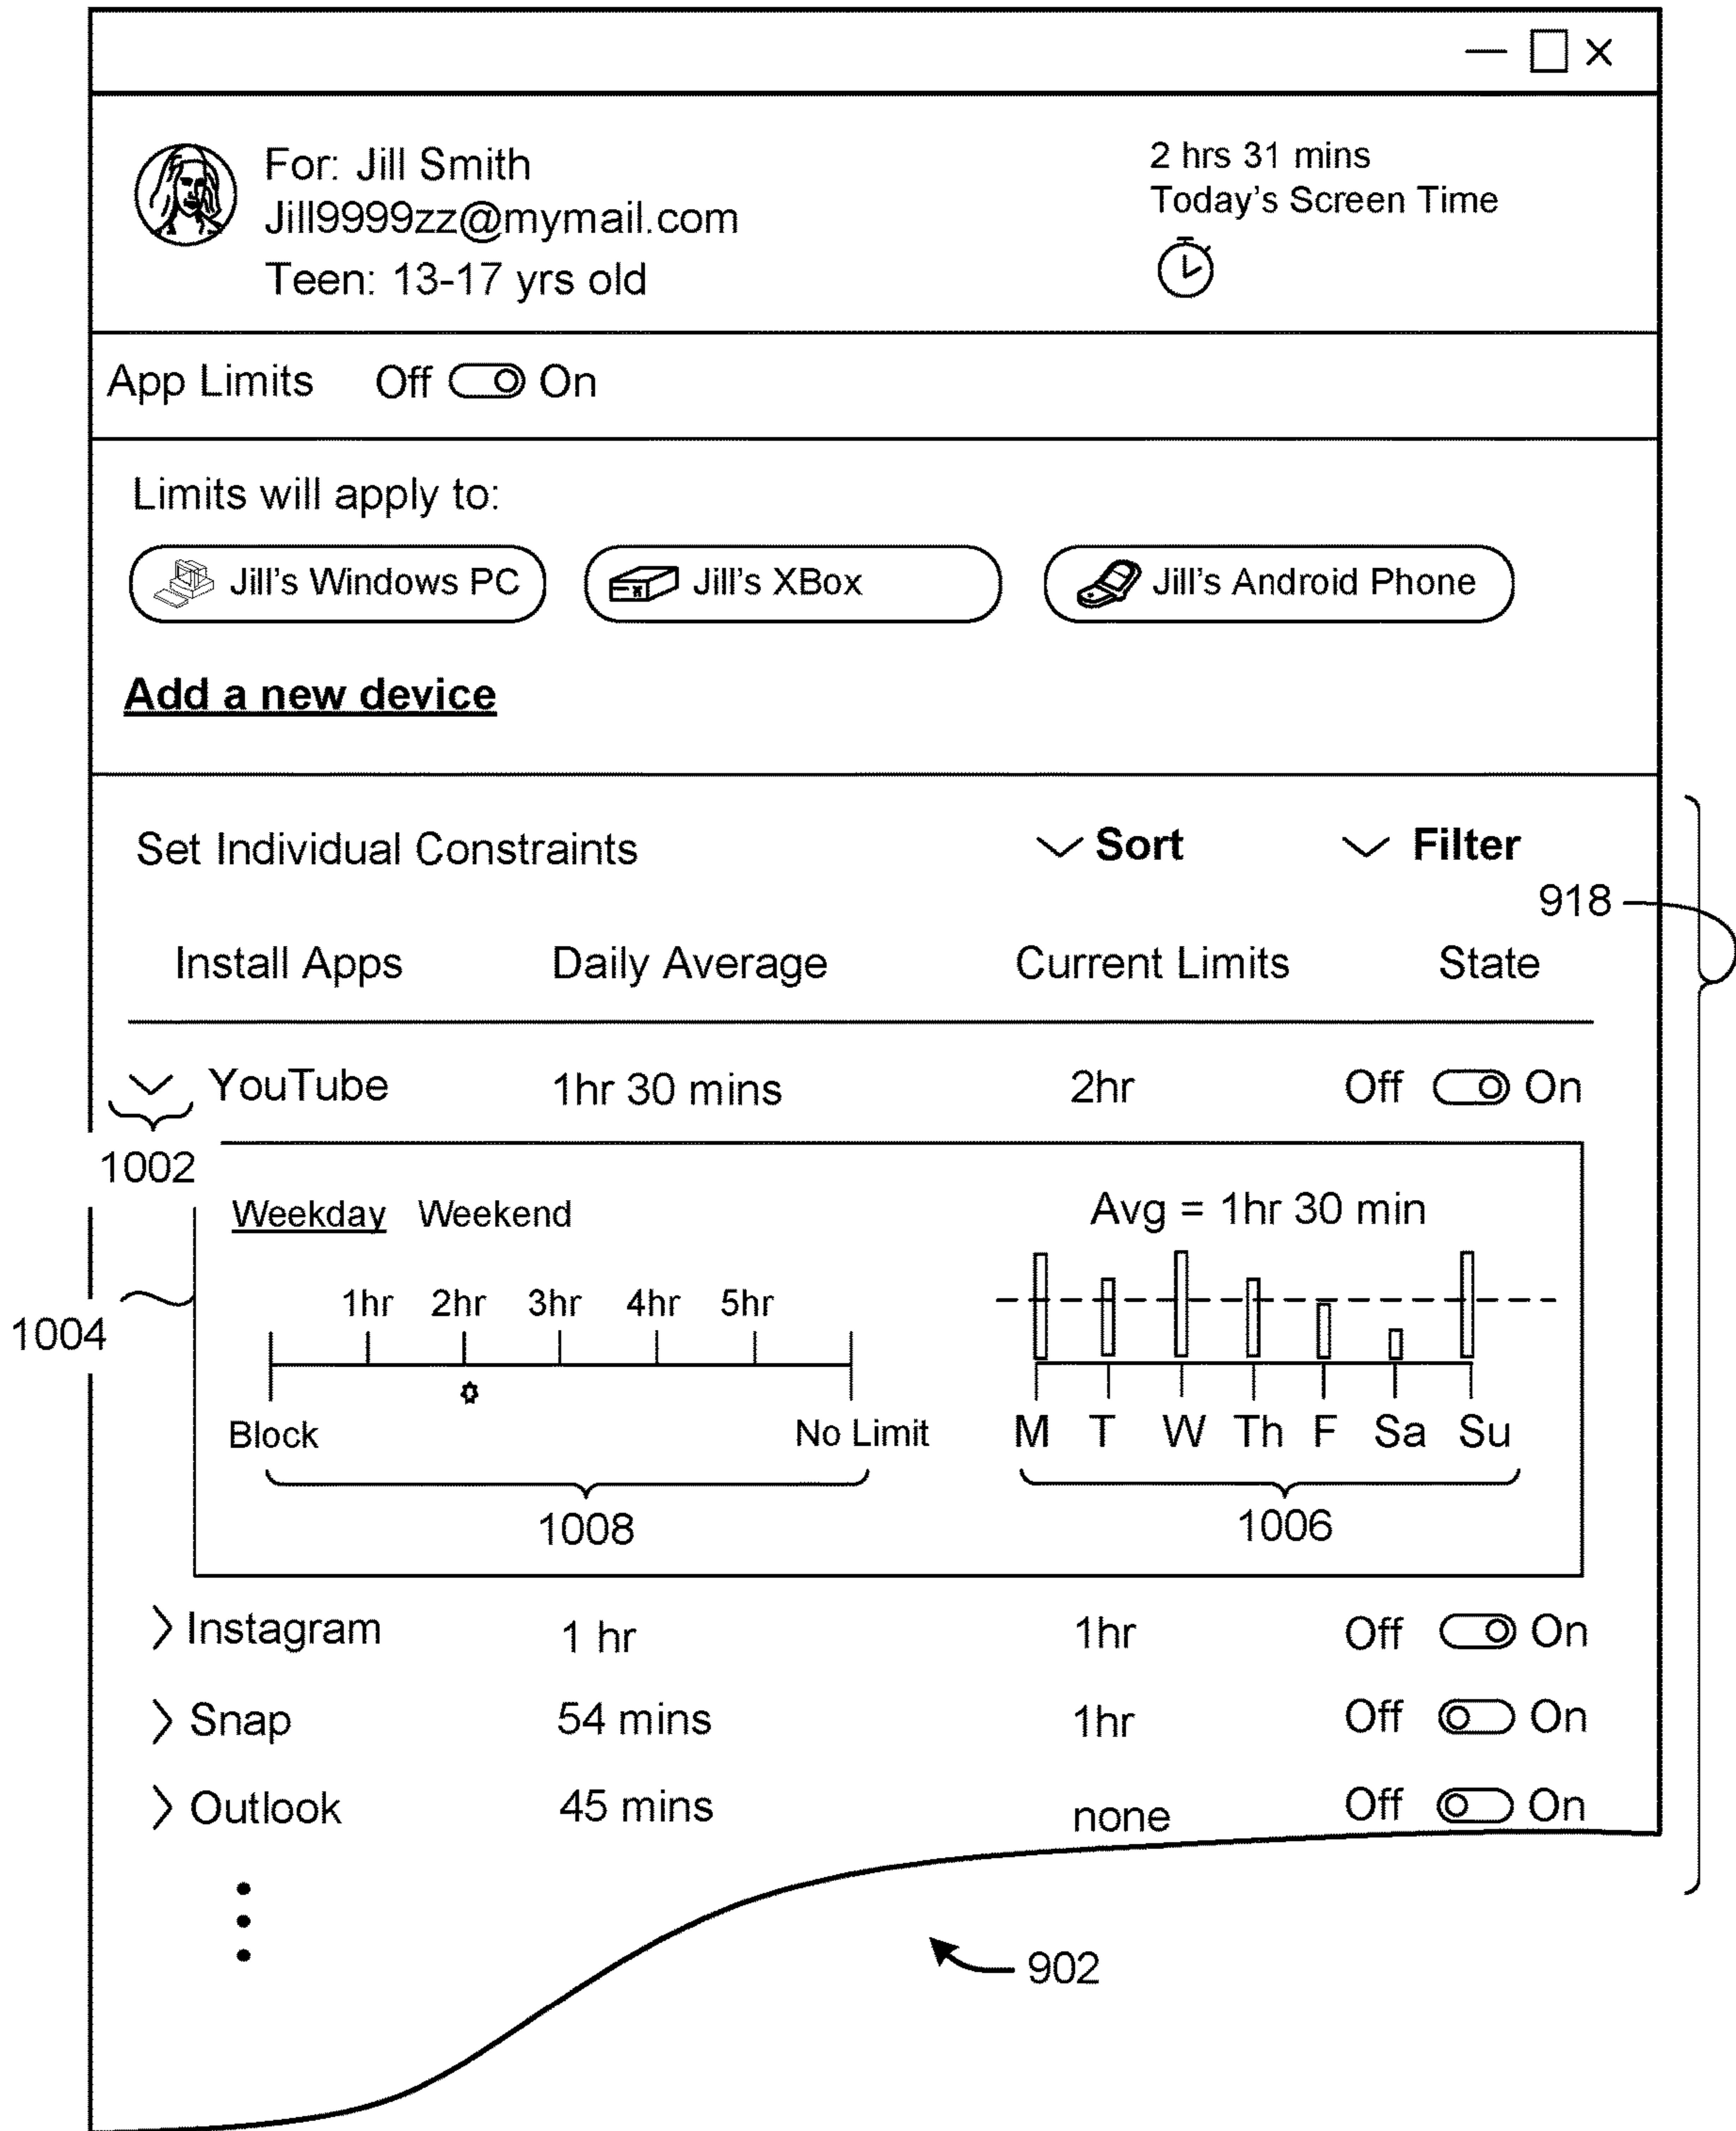 For: Jill Smith
Jill9999zz@mymail.com
Teen: 13-17 yrs old
2 hrs 31 mins
Today's Screen Time
App Limits Off On
Limits will apply to:
Jill's Windows PC Jill's XBox Jill's Android Phone
Add a new device
Set Individual Constraints Sort Filter
918
Install Apps Daily Average Current Limits State
YouTube 1hr 30 mins 2hr Off On
1002
1004
Weekday Weekend
1hr 2hr 3hr 4hr 5hr
Block No Limit
1008
Avg = 1hr 30 min
M T W Th F Sa Su
1006
Instagram 1 hr 1hr Off On
Snap 54 mins 1hr Off On
Outlook 45 mins none Off On
902